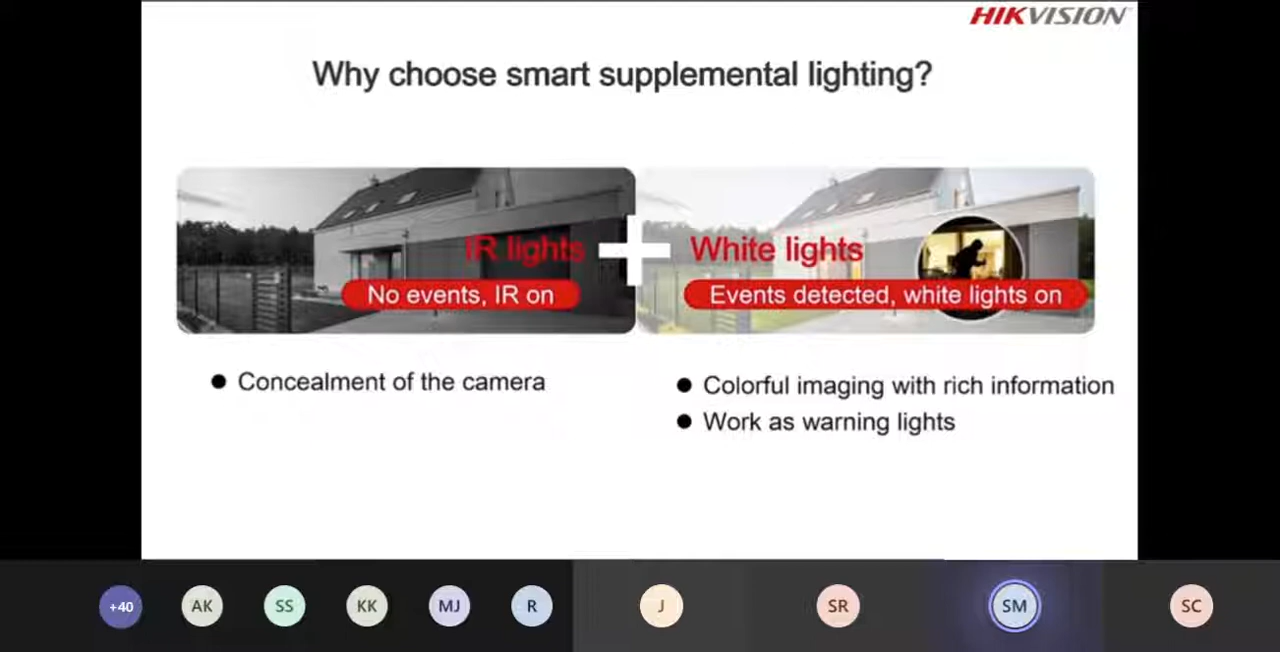 HIKVISION
Why choose smart supplemental lighting?
IR lights
White lights
No events, IR on
Events detected, white lights on
Concealment of the camera
Colorful imaging with rich information
Work as warning lights
+40
AK
SS
KK
MJ
R
J
SR
SM
SC